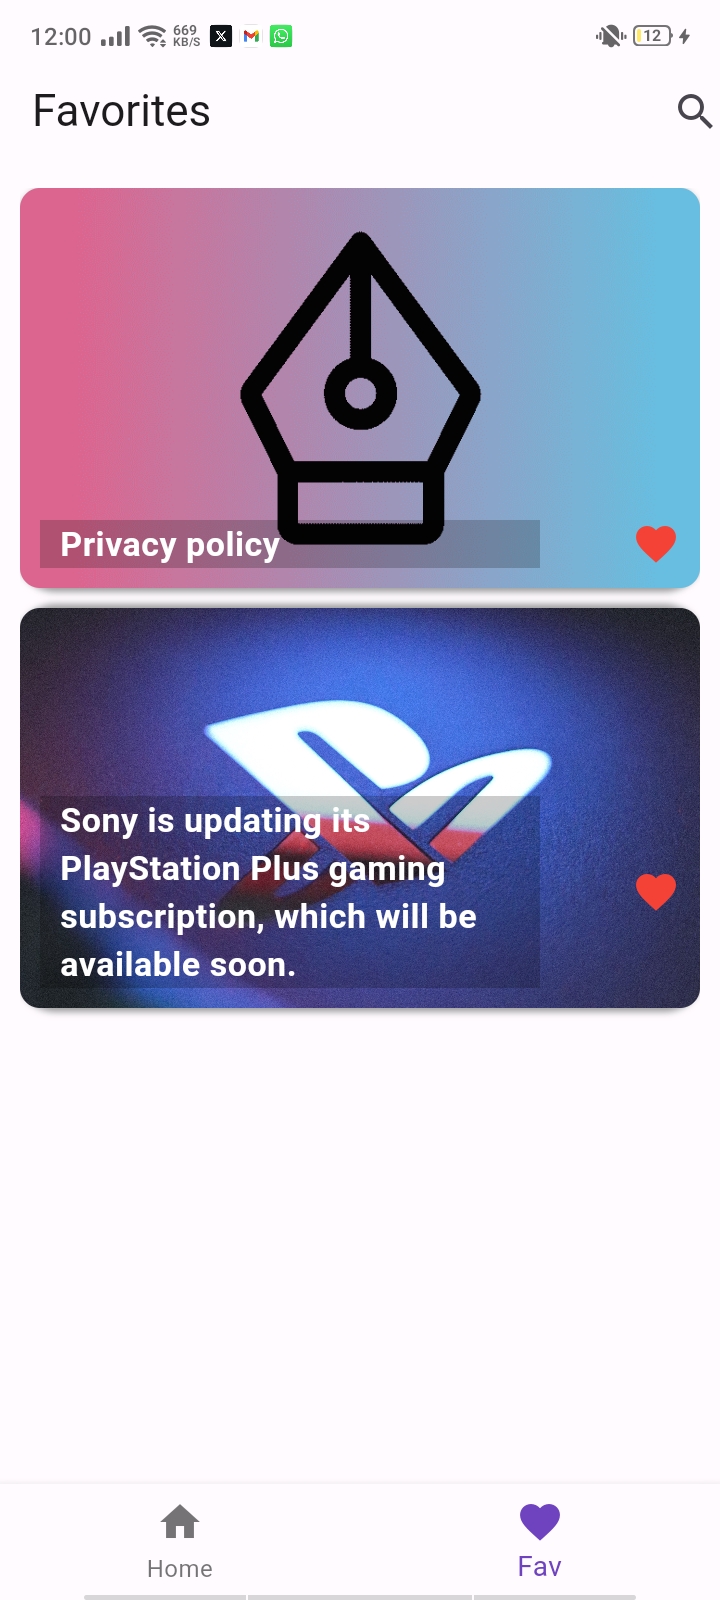 12:00 669 KB/S 12
Favorites
Privacy policy
Sony is updating its
PlayStation Plus gaming
subscription, which will be
available soon.
Home Fav